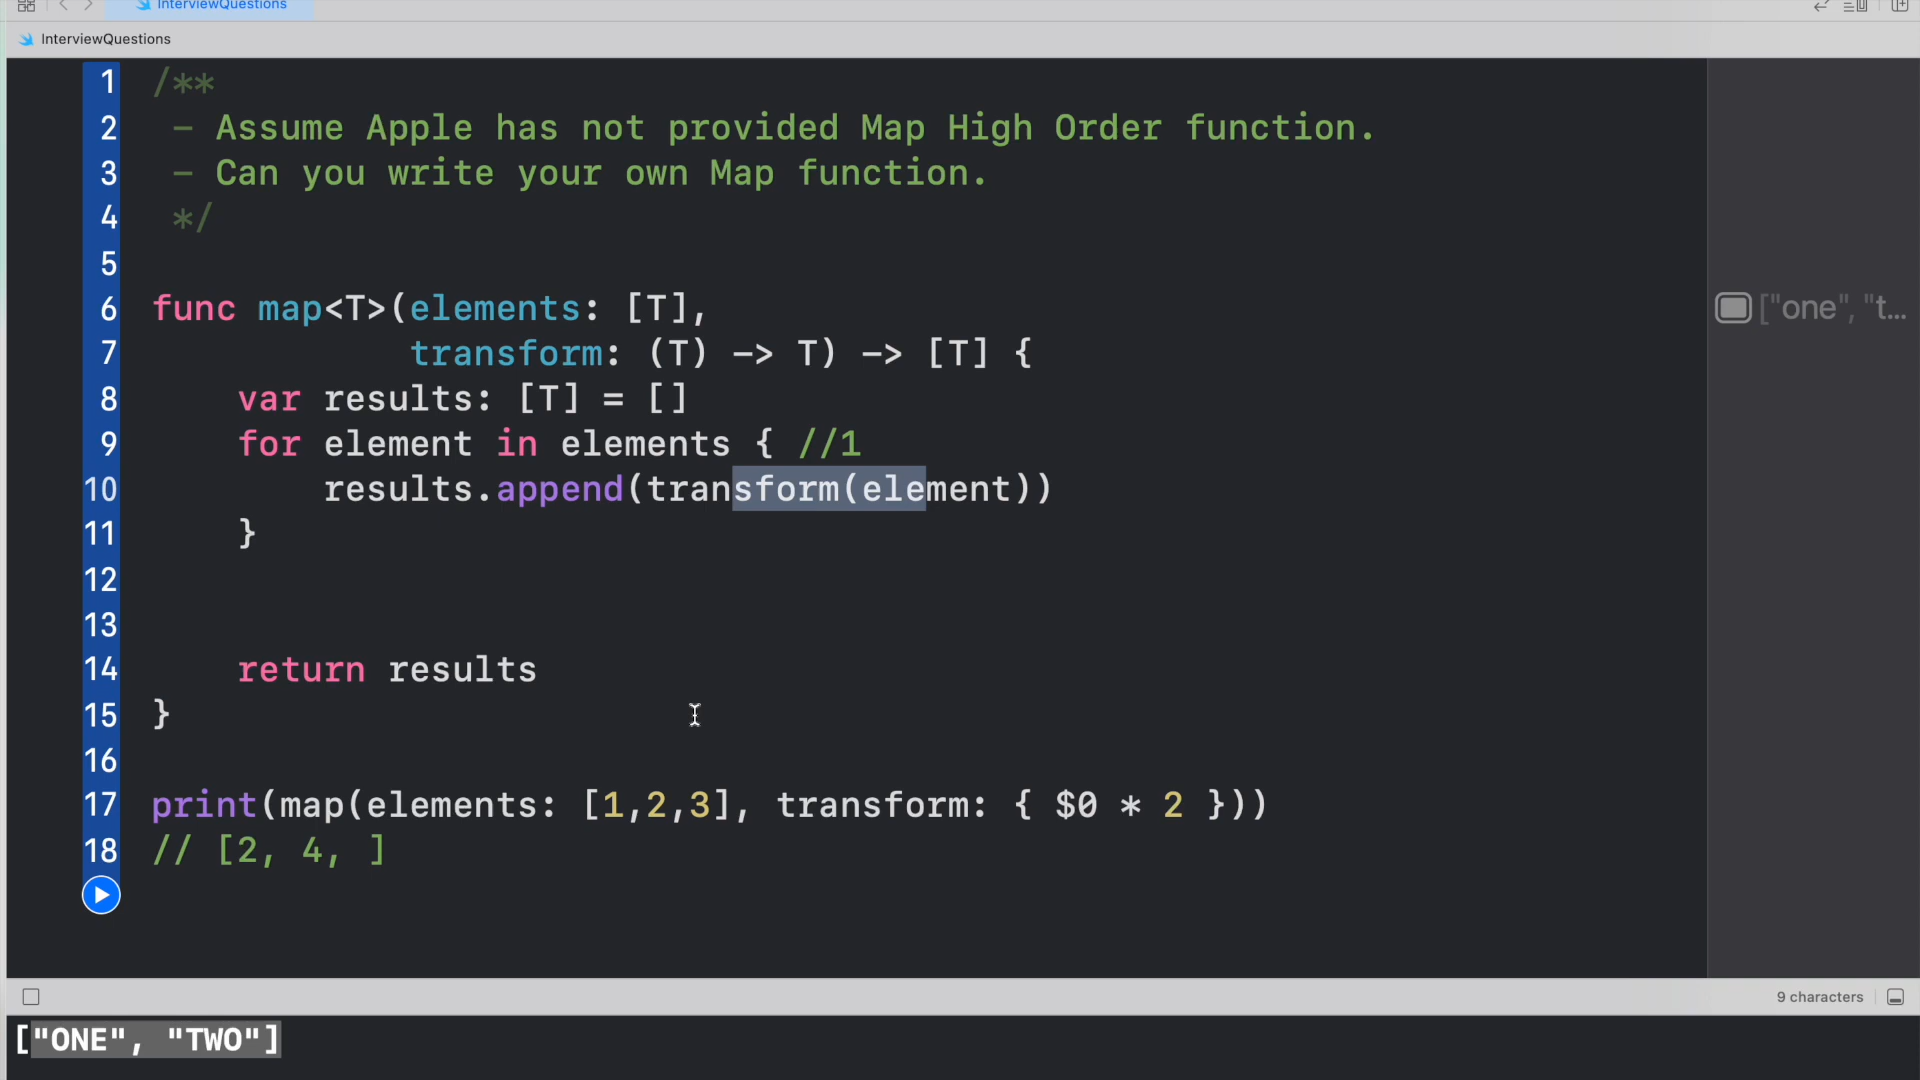 InterviewQuestions
InterviewQuestions
1 /**
2 – Assume Apple has not provided Map High Order function.
3 – Can you write your own Map function.
4 */
5
6 func map<T>(elements: [T],
["one", "t...
7 transform: (T) –> T) –> [T] {
8 var results: [T] = []
9 for element in elements { //1
10 results.append(transform(element))
11 }
12
13
14 return results
15 }
16
17 print(map(elements: [1,2,3], transform: { $0 * 2 }))
18 // [2, 4, ]
9 characters
["ONE", "TWO"]